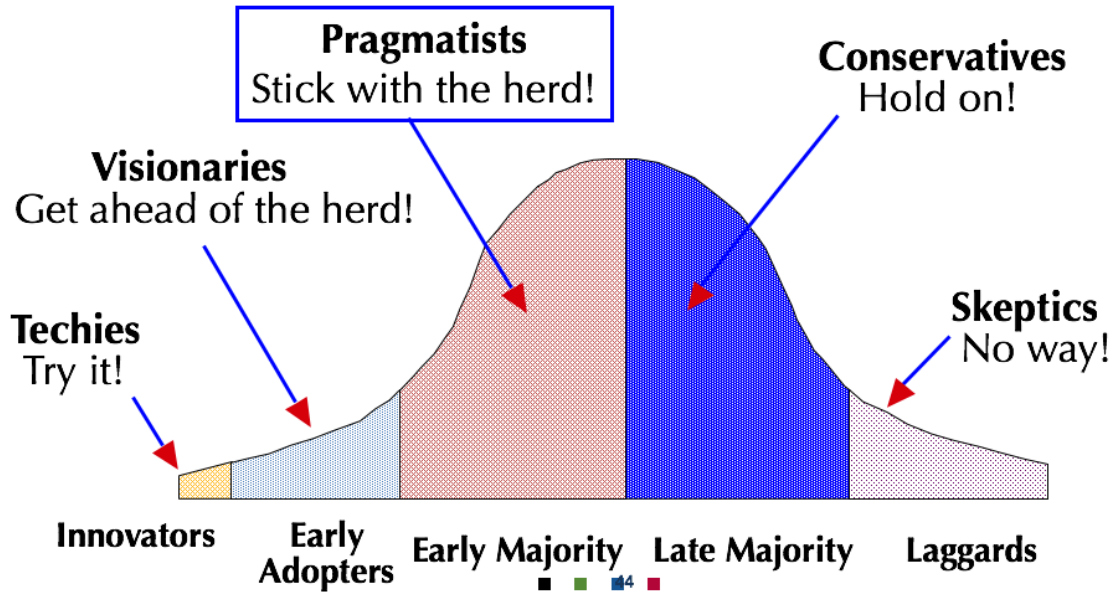 Pragmatists
Stick with the herd!
Conservatives
Hold on!
Visionaries
Get ahead of the herd!
Techies
Try it!
Skeptics
No way!
Innovators
Early
Adopters
Early Majority
Late Majority
Laggards
44